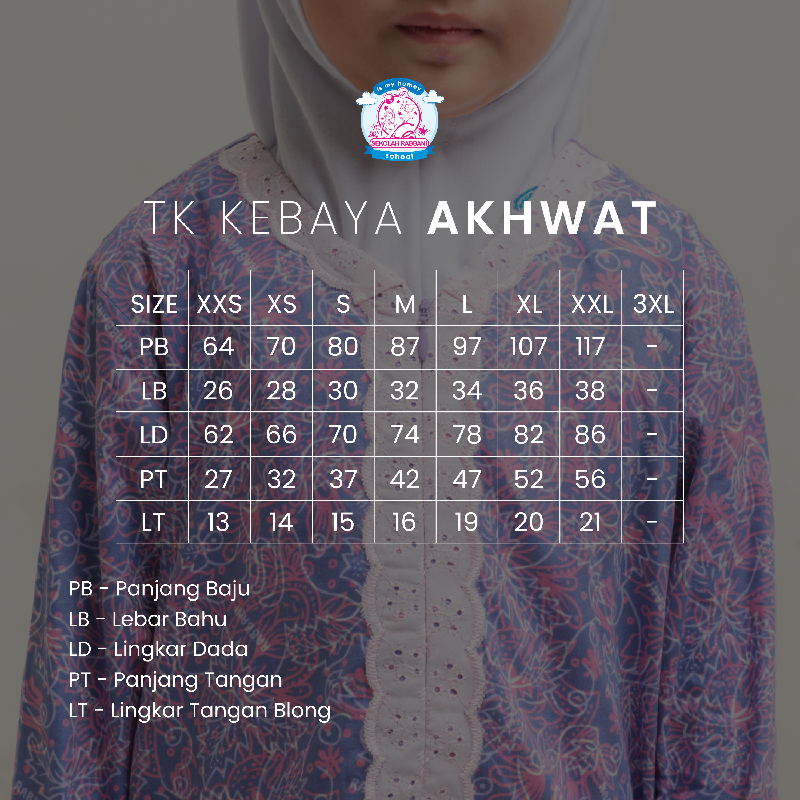 is my homey
SEKOLAH RABBANI
school
TK KEBAYA AKHWAT
SIZE XXS XS S M L XL XXL 3XL
PB 64 70 80 87 97 107 117 -
LB 26 28 30 32 34 36 38 -
LD 62 66 70 74 78 82 86 -
PT 27 32 37 42 47 52 56 -
LT 13 14 15 16 19 20 21 -
PB - Panjang Baju
LB - Lebar Bahu
LD - Lingkar Dada
PT - Panjang Tangan
LT - Lingkar Tangan Blong